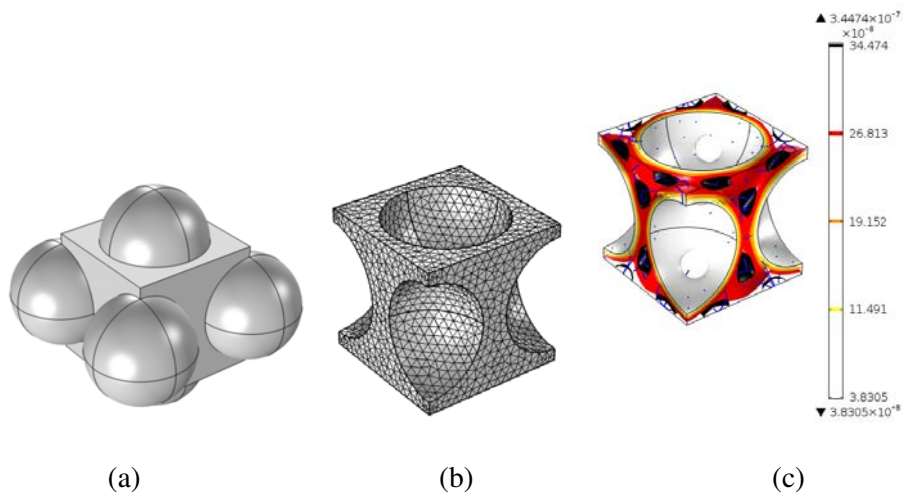 ▲ 3.4474×10⁻⁷
×10⁻⁸
34.474
26.813
19.152
11.491
3.8305
▼ 3.8305×10⁻⁸
(a)
(b)
(c)